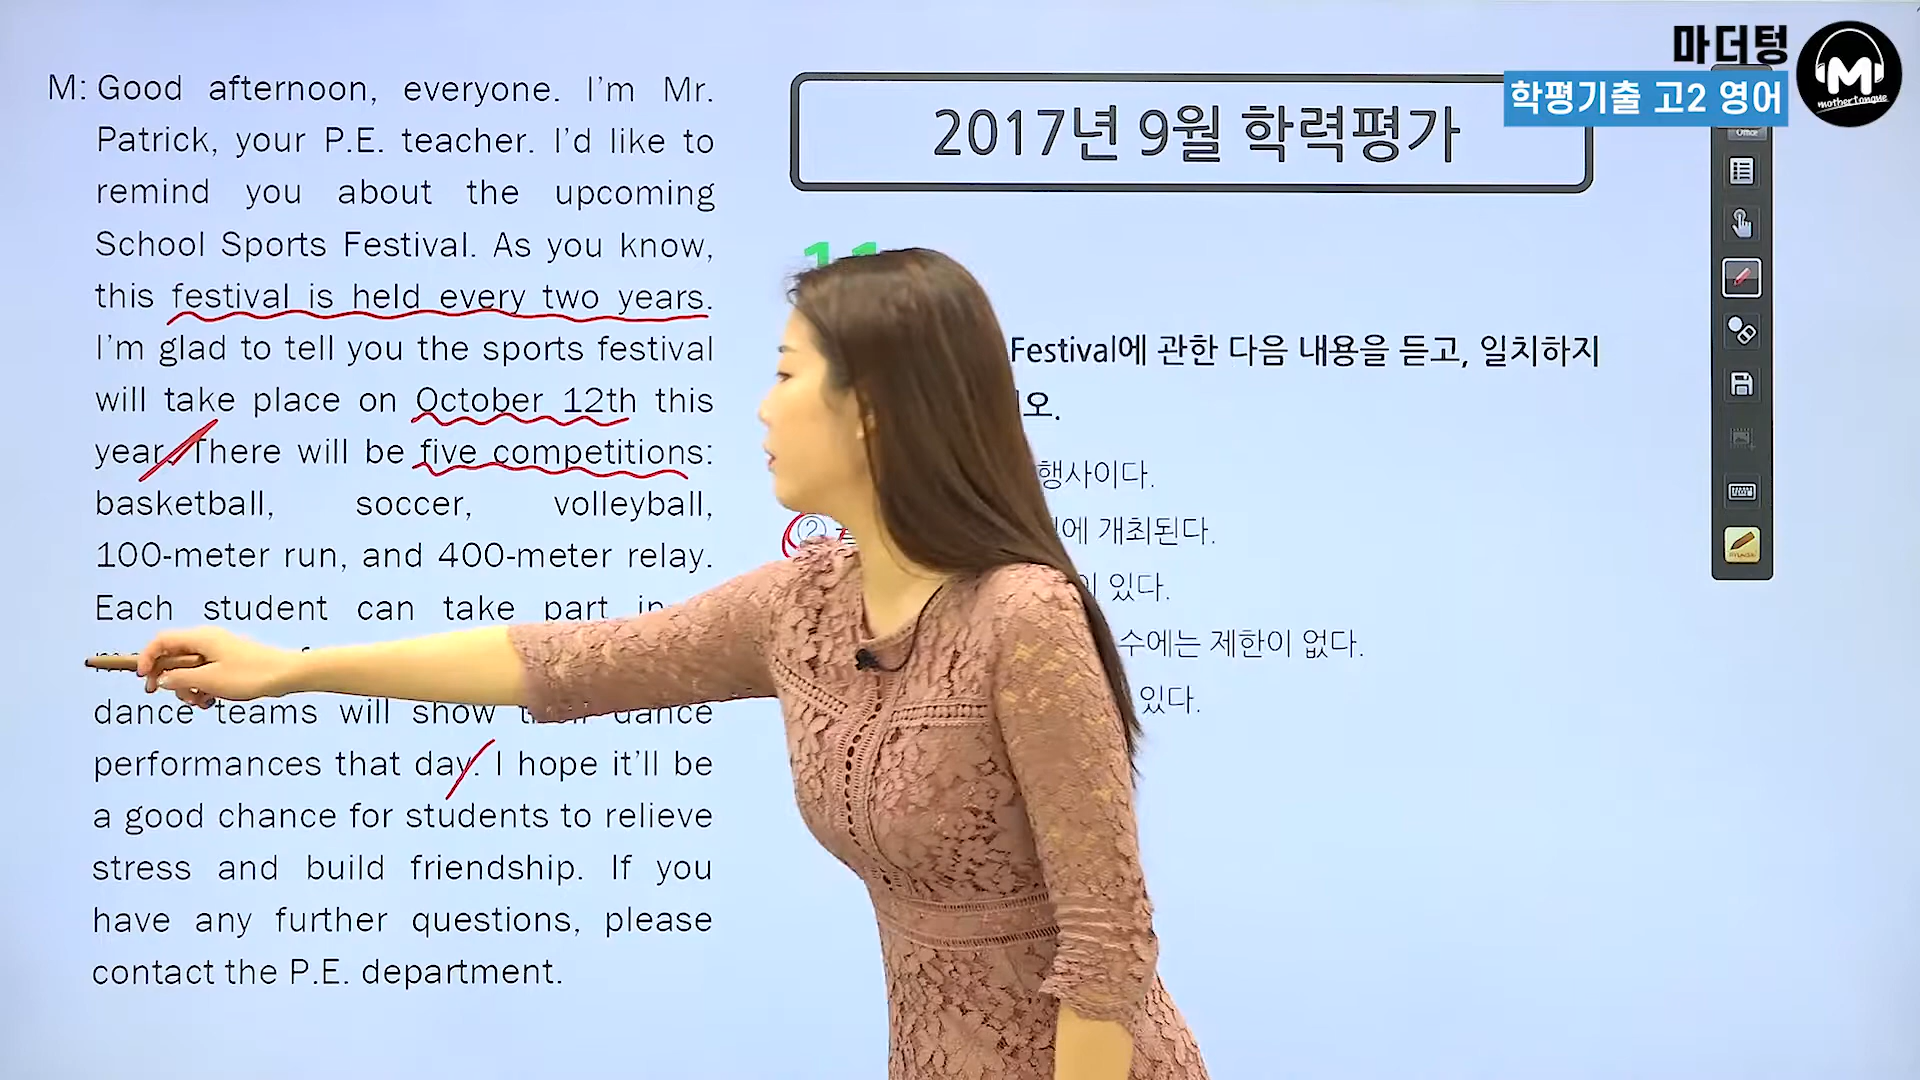 M: Good afternoon, everyone. I'm Mr.
Patrick, your P.E. teacher. I'd like to
remind you about the upcoming
School Sports Festival. As you know,
this festival is held every two years.
I'm glad to tell you the sports festival
will take place on October 12th this
year. There will be five competitions:
basketball, soccer, volleyball,
100-meter run, and 400-meter relay.
Each student can take part in
dance teams will show their dance
performances that day. I hope it'll be
a good chance for students to relieve
stress and build friendship. If you
have any further questions, please
contact the P.E. department.
2017년 9월 학력평가
11
Festival에 관한 다음 내용을 듣고, 일치하지
오.
행사이다.
② 에 개최된다.
있다.
수에는 제한이 없다.
있다.
마더텅
학평기출 고2 영어
M
mothertongue
Office